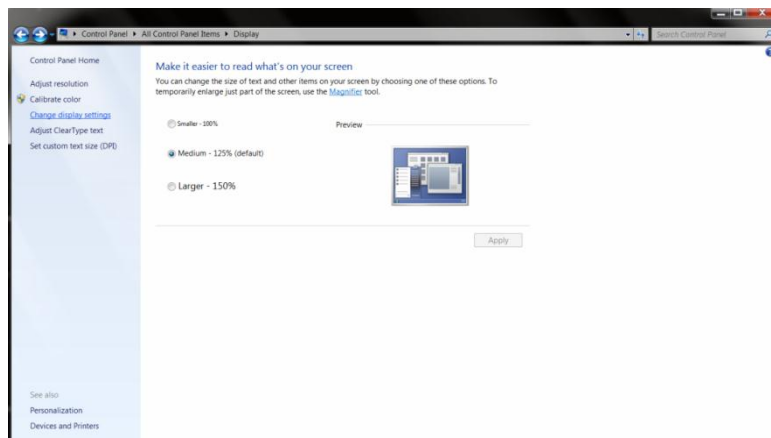 Control Panel ▸ All Control Panel Items ▸ Display
Search Control Panel
Control Panel Home
Adjust resolution
Calibrate color
Change display settings
Adjust ClearType text
Set custom text size (DPI)
See also
Personalization
Devices and Printers
Make it easier to read what's on your screen
You can change the size of text and other items on your screen by choosing one of these options. To
temporarily enlarge just part of the screen, use the Magnifier tool.
Smaller - 100%
Preview
Medium - 125% (default)
Larger - 150%
Apply